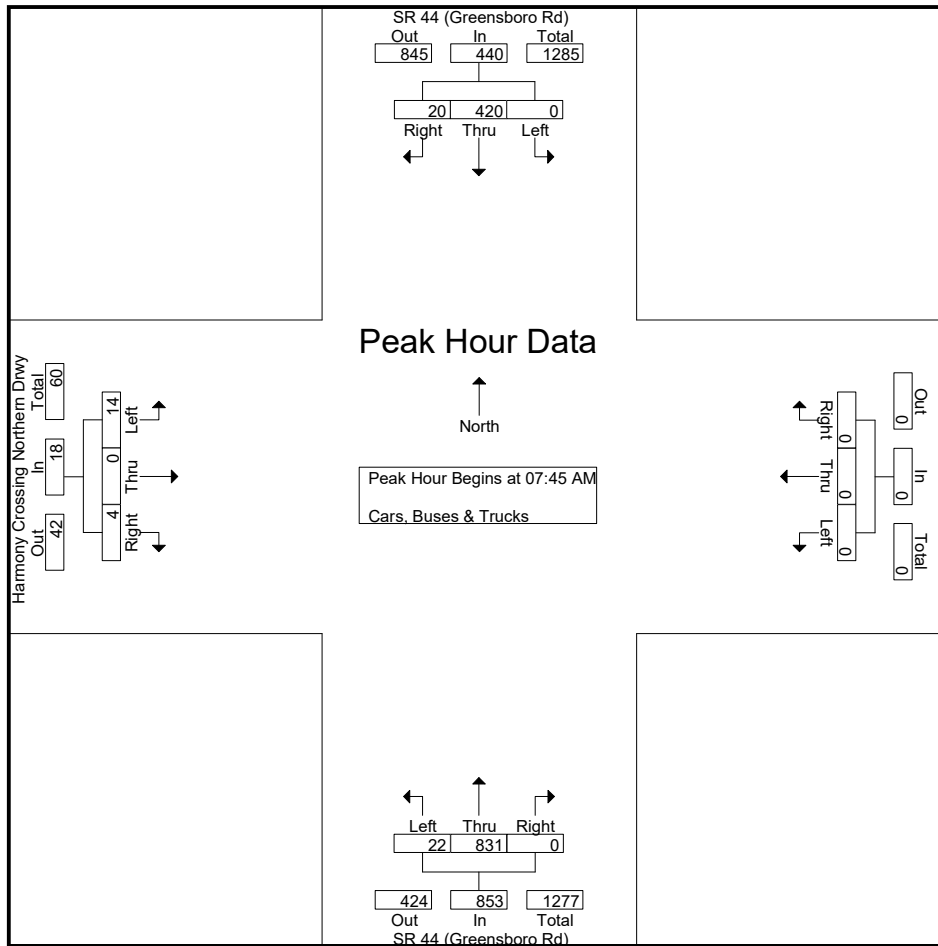 SR 44 (Greensboro Rd)
Out In Total
845 440 1285
20 420 0
Right Thru Left
Peak Hour Data
North
Peak Hour Begins at 07:45 AM
Cars, Buses & Trucks
Harmony Crossing Northern Drwy
Out In Total
42 18 60
14 0 4
Left Thru Right
Right Thru Left
0 0 0
Out In Total
0 0 0
Left Thru Right
22 831 0
424 853 1277
Out In Total
SR 44 (Greensboro Rd)